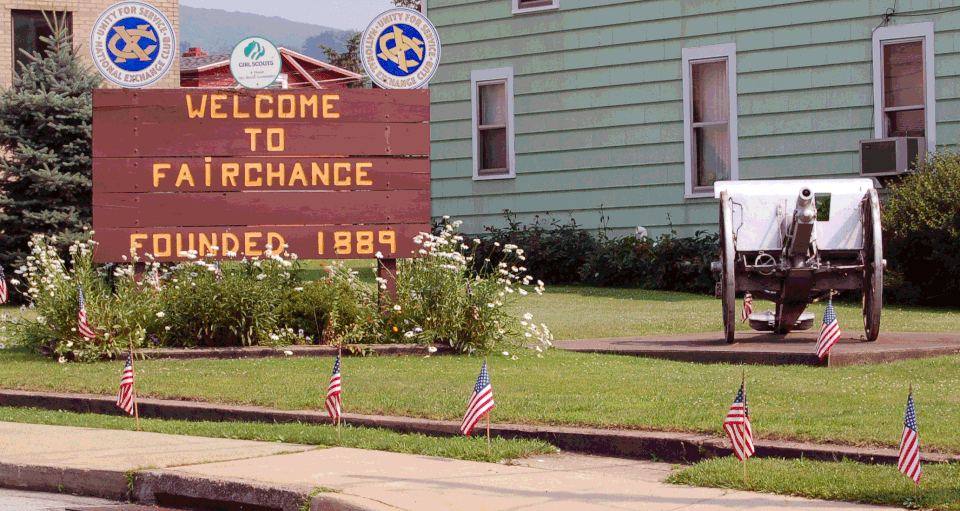 UNITY FOR SERVICE
NATIONAL EXCHANGE CLUB
GIRL SCOUTS
UNITY FOR SERVICE
EXCHANGE CLUB
WELCOME
TO
FAiRCHANCE
FOUNDED 1889